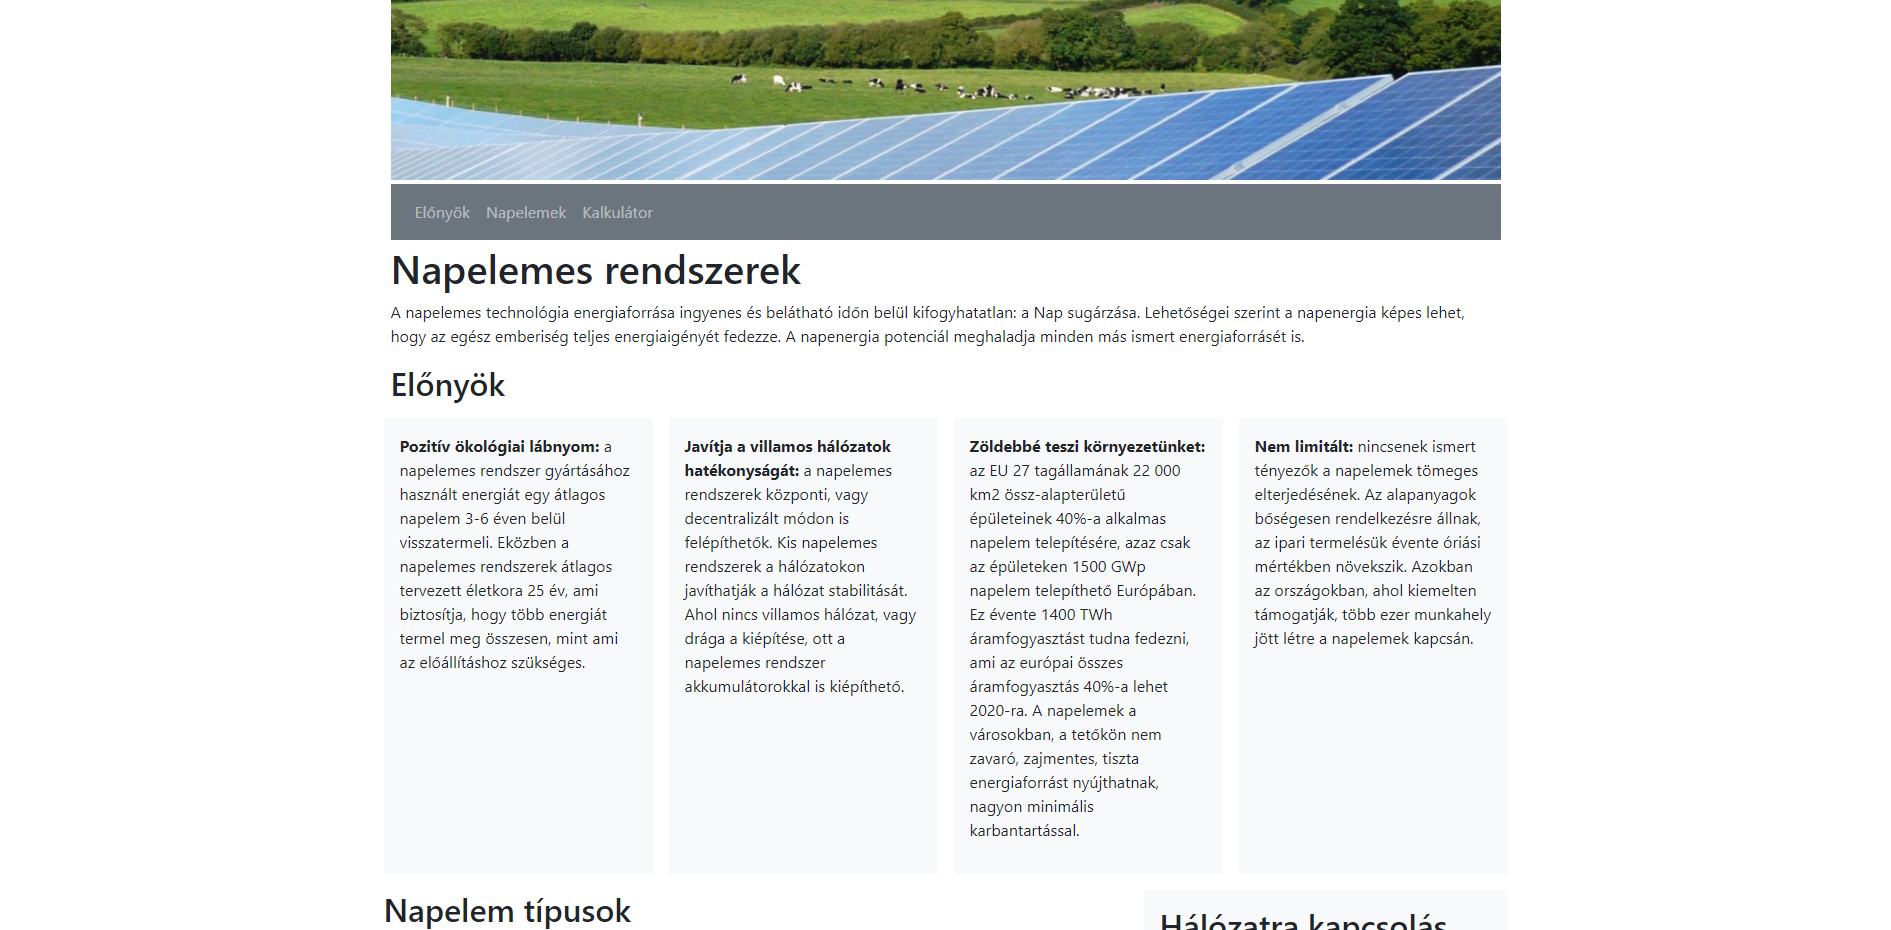 Előnyök Napelemek Kalkulátor
Napelemes rendszerek
A napelemes technológia energiaforrása ingyenes és belátható időn belül kifogyhatatlan: a Nap sugárzása. Lehetőségei szerint a napenergia képes lehet,
hogy az egész emberiség teljes energiaigényét fedezze. A napenergia potenciál meghaladja minden más ismert energiaforrásét is.
Előnyök
Pozitív ökológiai lábnyom: a
napelemes rendszer gyártásához
használt energiát egy átlagos
napelem 3-6 éven belül
visszatermeli. Eközben a
napelemes rendszerek átlagos
tervezett életkora 25 év, ami
biztosítja, hogy több energiát
termel meg összesen, mint ami
az előállításhoz szükséges.
Javítja a villamos hálózatok
hatékonyságát: a napelemes
rendszerek központi, vagy
decentralizált módon is
felépíthetők. Kis napelemes
rendszerek a hálózatokon
javíthatják a hálózat stabilitását.
Ahol nincs villamos hálózat, vagy
drága a kiépítése, ott a
napelemes rendszer
akkumulátorokkal is kiépíthető.
Zöldebbé teszi környezetünket:
az EU 27 tagállamának 22 000
km2 össz-alapterületű
épületeinek 40%-a alkalmas
napelem telepítésére, azaz csak
az épületeken 1500 GWp
napelem telepíthető Európában.
Ez évente 1400 TWh
áramfogyasztást tudna fedezni,
ami az európai összes
áramfogyasztás 40%-a lehet
2020-ra. A napelemek a
városokban, a tetőkön nem
zavaró, zajmentes, tiszta
energiaforrást nyújthatnak,
nagyon minimális
karbantartással.
Nem limitált: nincsenek ismert
tényezők a napelemek tömeges
elterjedésének. Az alapanyagok
bőségesen rendelkezésre állnak,
az ipari termelésük évente óriási
mértékben növekszik. Azokban
az országokban, ahol kiemelten
támogatják, több ezer munkahely
jött létre a napelemek kapcsán.
Napelem típusok
Hálózatra kapcsolás